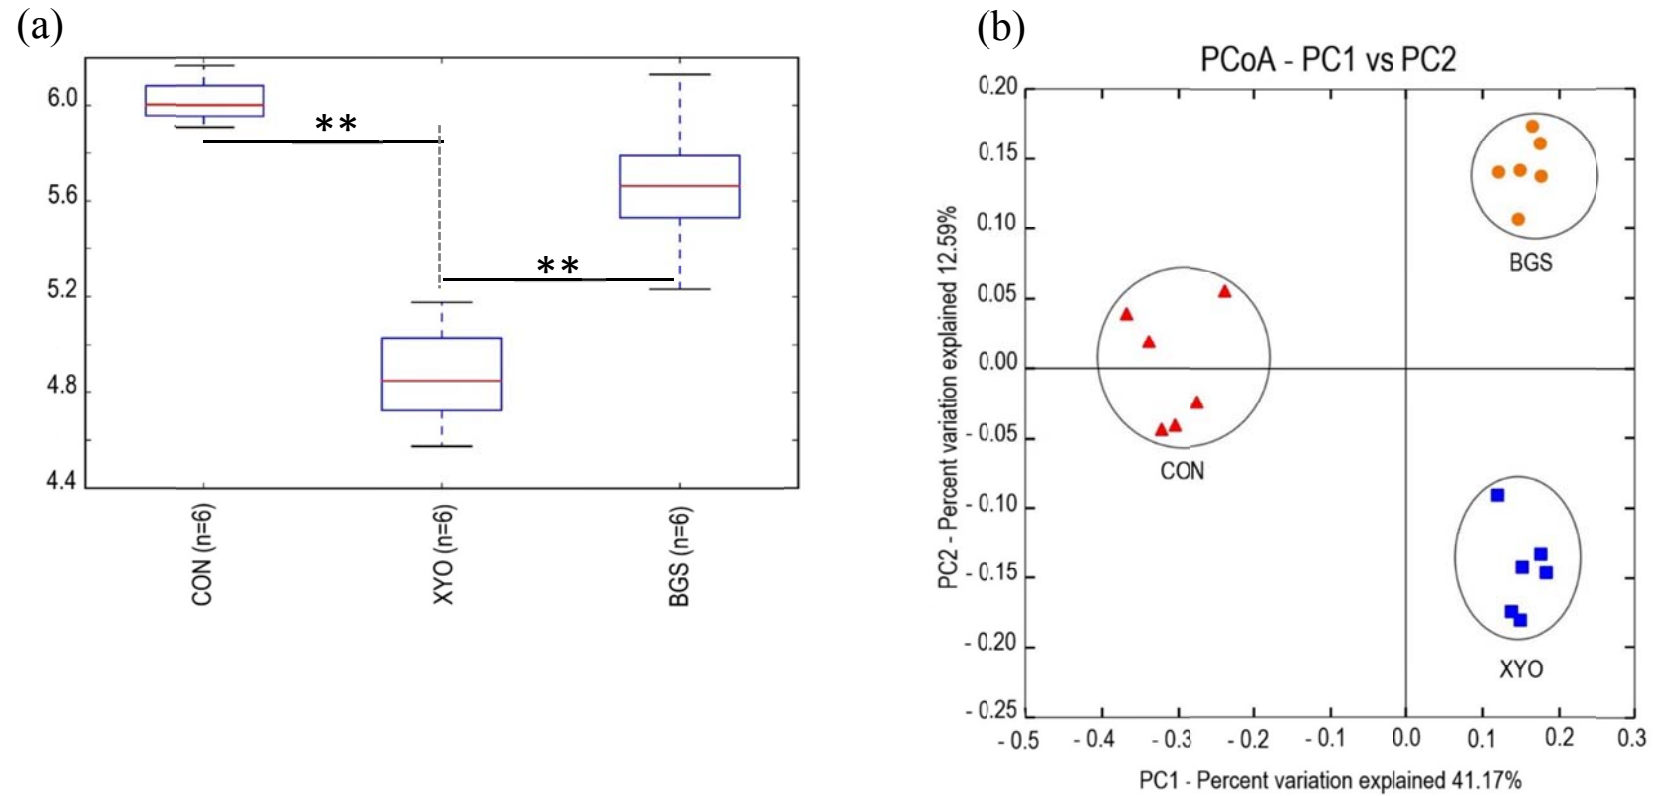 (a)
6.0
5.6
5.2
4.8
4.4
**
**
CON (n=6)
XYO (n=6)
BGS (n=6)
(b)
PCoA - PC1 vs PC2
PC2 - Percent variation explained 12.59%
0.20
0.15
0.10
0.05
0.00
- 0.05
- 0.10
- 0.15
- 0.20
- 0.25
BGS
CON
XYO
- 0.5 - 0.4 - 0.3 - 0.2 - 0.1 0.0 0.1 0.2 0.3
PC1 - Percent variation explained 41.17%